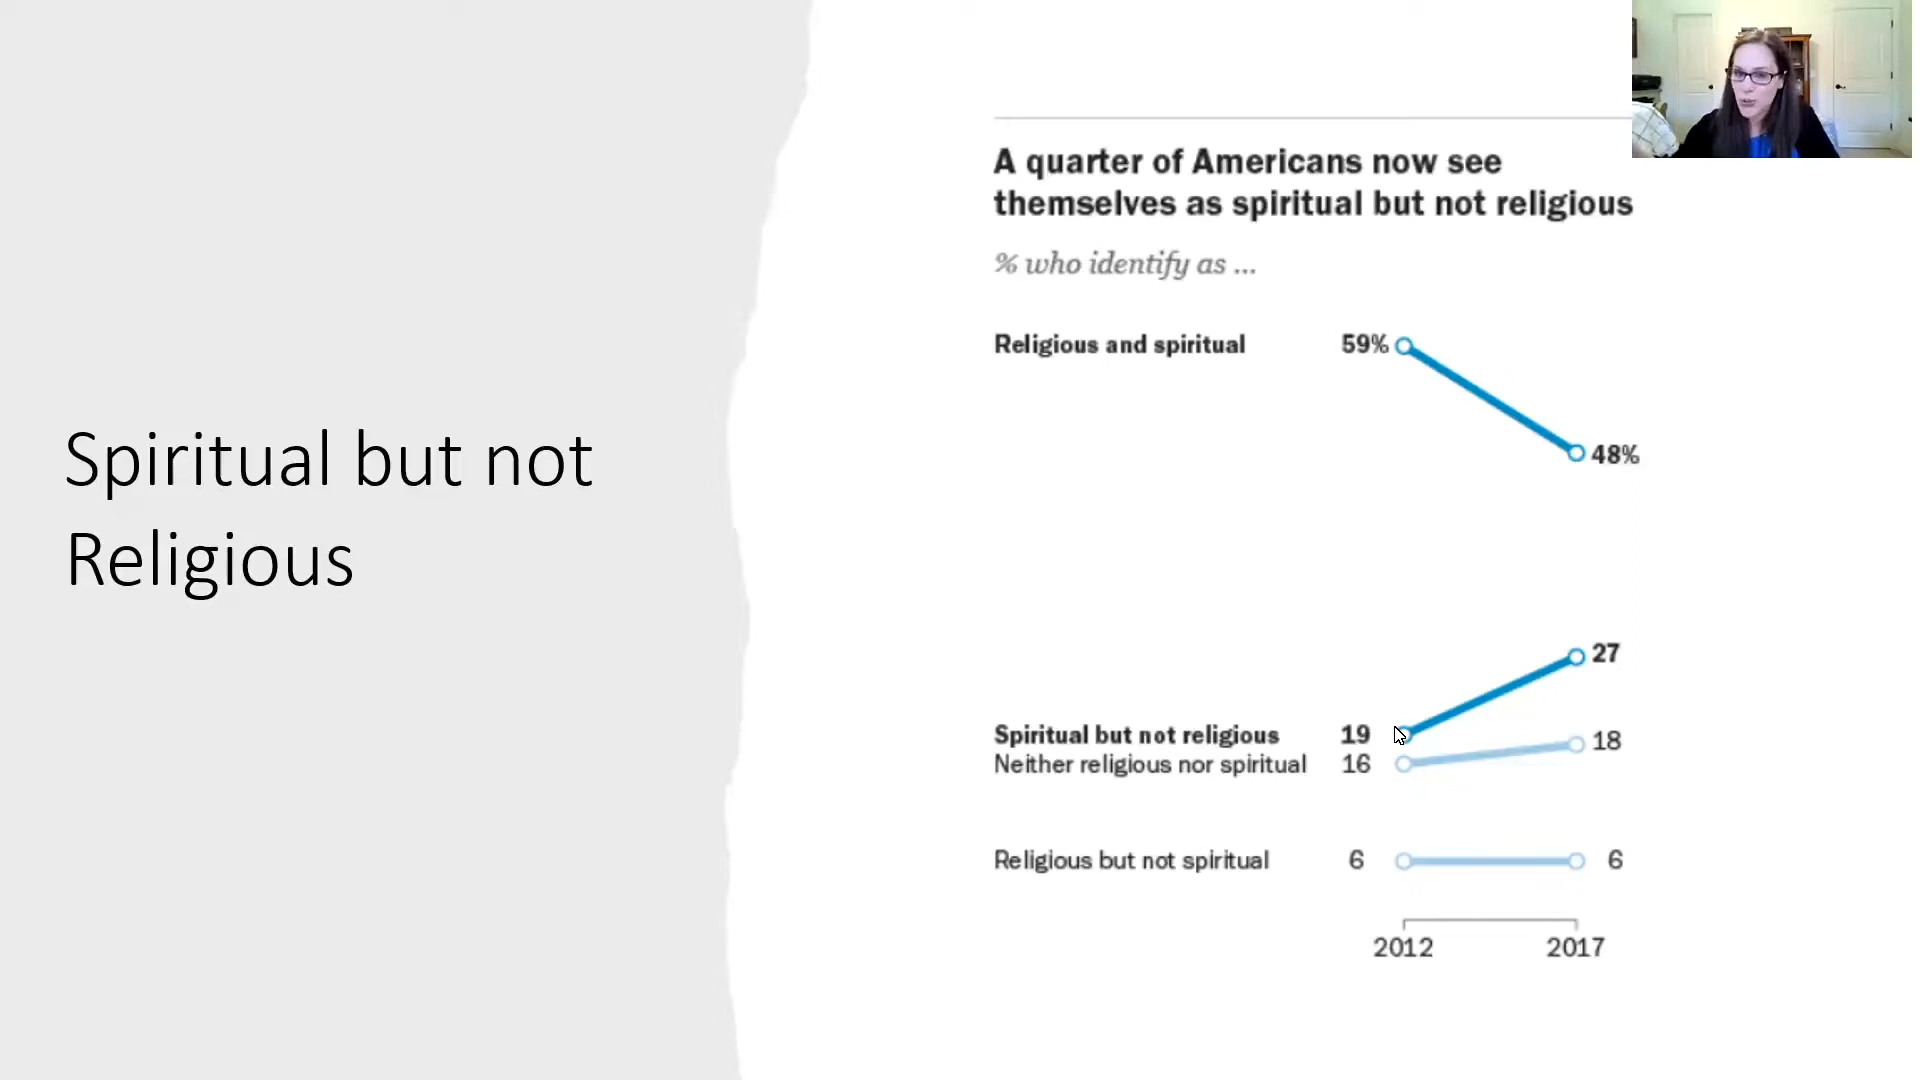 Spiritual but not
Religious
A quarter of Americans now see
themselves as spiritual but not religious
% who identify as ...
Religious and spiritual 59% 48%
27
Spiritual but not religious 19
Neither religious nor spiritual 16 18
Religious but not spiritual 6 6
2012 2017